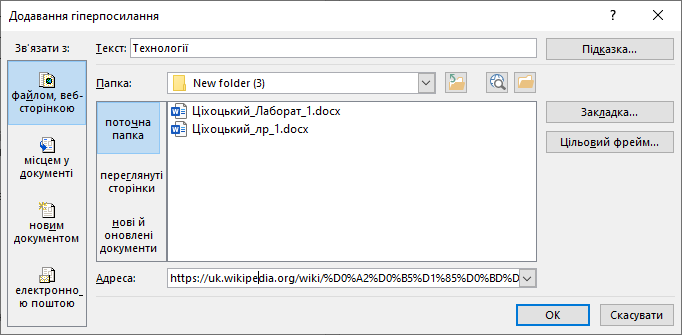 Додавання гіперпосилання
? ×
Зв'язати з:
Текст: Технології
Підказка...
файлом, веб-
сторінкою
місцем у
документі
новим
документом
електронно_
ю поштою
Папка: New folder (3)
поточна
папка
переглянуті
сторінки
нові й
оновлені
документи
Ціхоцький_Лаборат_1.docx
Ціхоцький_лр_1.docx
Закладка...
Цільовий фрейм...
Адреса: https://uk.wikipedia.org/wiki/%D0%A2%D0%B5%D1%85%D0%BD%D
ОК
Скасувати